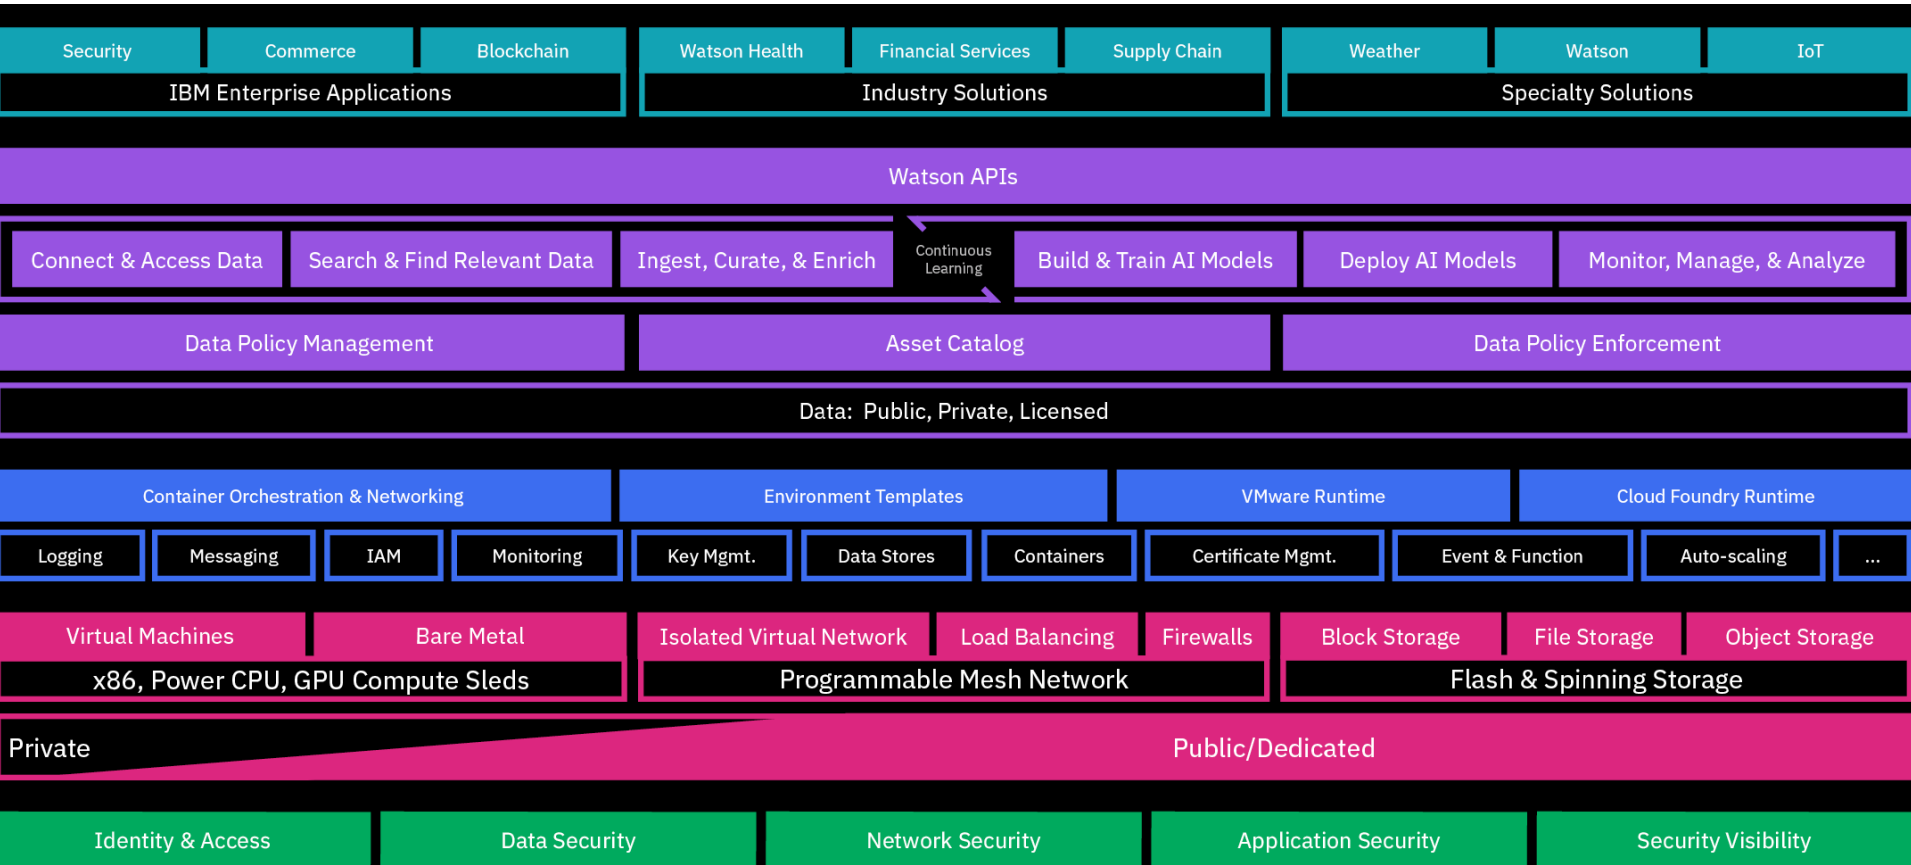 Security
Commerce
Blockchain
IBM Enterprise Applications
Watson Health
Financial Services
Supply Chain
Industry Solutions
Weather
Watson
IoT
Specialty Solutions
Watson APIs
Connect & Access Data
Search & Find Relevant Data
Ingest, Curate, & Enrich
Continuous
Learning
Build & Train AI Models
Deploy AI Models
Monitor, Manage, & Analyze
Data Policy Management
Asset Catalog
Data Policy Enforcement
Data: Public, Private, Licensed
Container Orchestration & Networking
Environment Templates
VMware Runtime
Cloud Foundry Runtime
Logging
Messaging
IAM
Monitoring
Key Mgmt.
Data Stores
Containers
Certificate Mgmt.
Event & Function
Auto-scaling
...
Virtual Machines
Bare Metal
x86, Power CPU, GPU Compute Sleds
Isolated Virtual Network
Load Balancing
Firewalls
Programmable Mesh Network
Block Storage
File Storage
Object Storage
Flash & Spinning Storage
Private
Public/Dedicated
Identity & Access
Data Security
Network Security
Application Security
Security Visibility